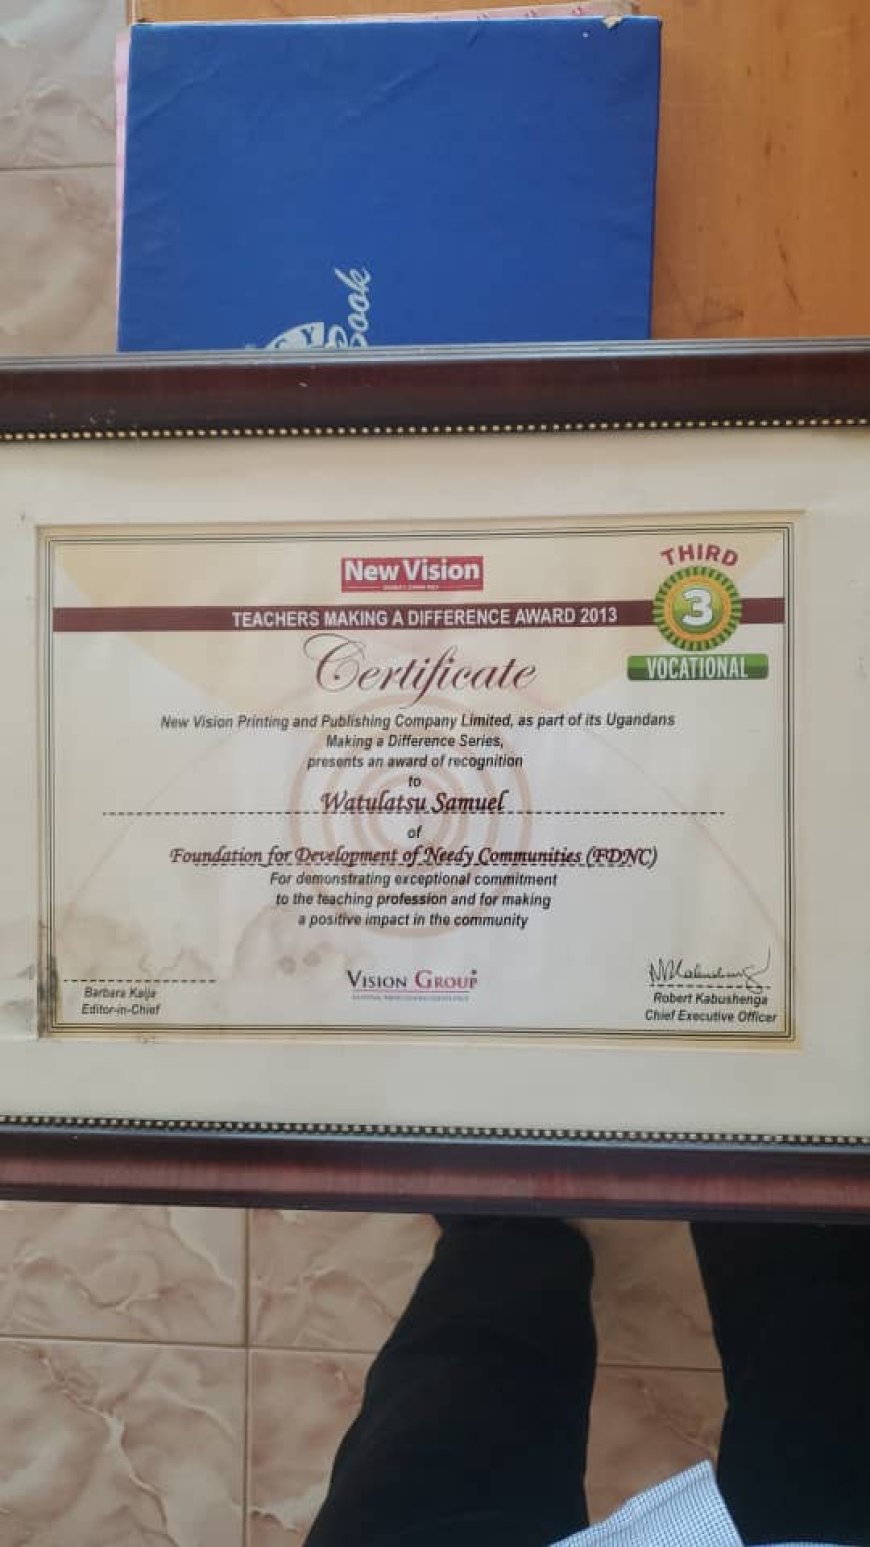 Book
New Vision
THIRD
3
VOCATIONAL
TEACHERS MAKING A DIFFERENCE AWARD 2013
Certificate
New Vision Printing and Publishing Company Limited, as part of its Ugandans
Making a Difference Series,
presents an award of recognition
to
Watulatsu Samuel
of
Foundation for Development of Needy Communities (FDNC)
For demonstrating exceptional commitment
to the teaching profession and for making
a positive impact in the community
Barbara Kaija
Editor-in-Chief
VISION GROUP
Robert Kabushenga
Chief Executive Officer